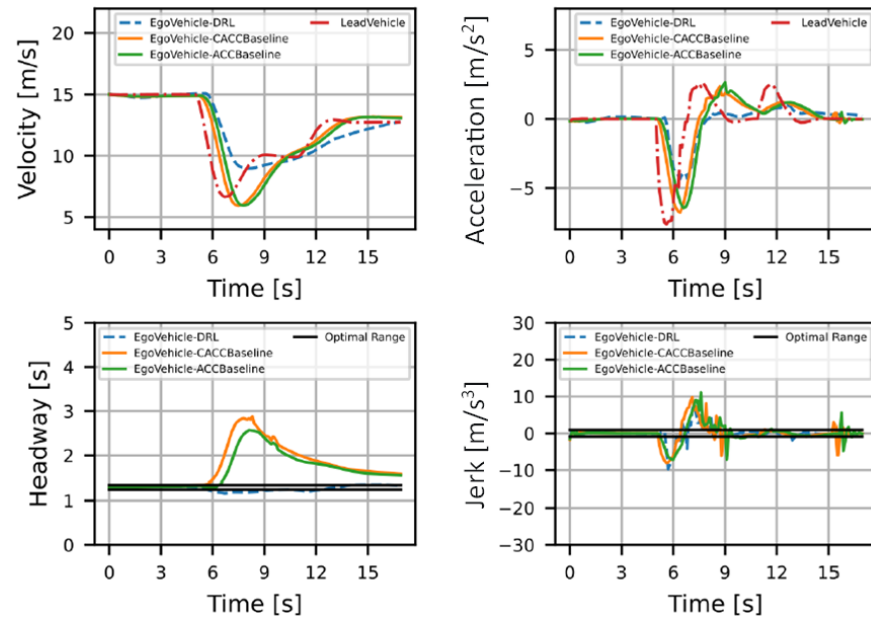 20
15
10
5
0 3 6 9 12 15
Velocity [m/s]
Time [s]
EgoVehicle-DRL
EgoVehicle-CACCBaseline
EgoVehicle-ACCBaseline
LeadVehicle
5
0
−5
0 3 6 9 12 15
Acceleration [m/s²]
Time [s]
EgoVehicle-DRL
EgoVehicle-CACCBaseline
EgoVehicle-ACCBaseline
LeadVehicle
5
4
3
2
1
0
0 3 6 9 12 15
Headway [s]
Time [s]
EgoVehicle-DRL
EgoVehicle-CACCBaseline
EgoVehicle-ACCBaseline
Optimal Range
30
20
10
0
−10
−20
−30
0 3 6 9 12 15
Jerk [m/s³]
Time [s]
EgoVehicle-DRL
EgoVehicle-CACCBaseline
EgoVehicle-ACCBaseline
Optimal Range